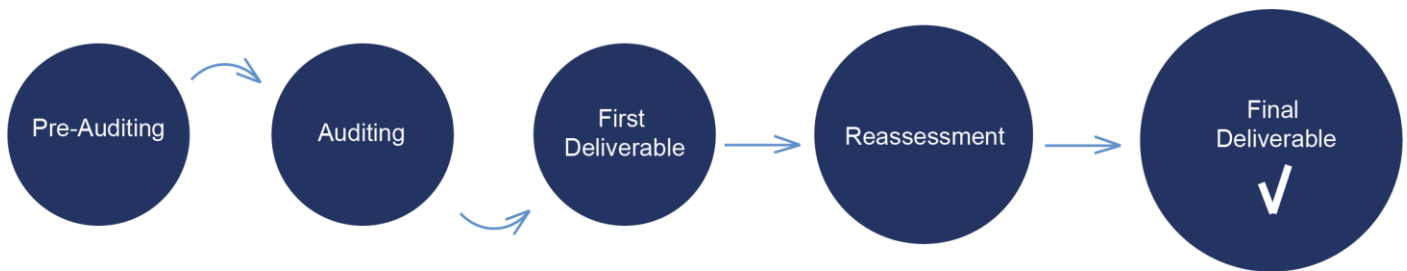 Pre-Auditing
Auditing
First
Deliverable
Reassessment
Final
Deliverable